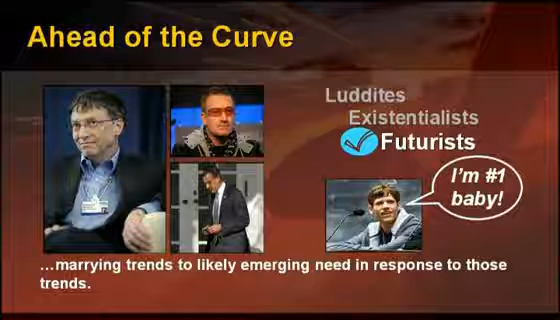 Ahead of the Curve
Luddites
Existentialists
Futurists
I'm #1
baby!
...marrying trends to likely emerging need in response to those
trends.